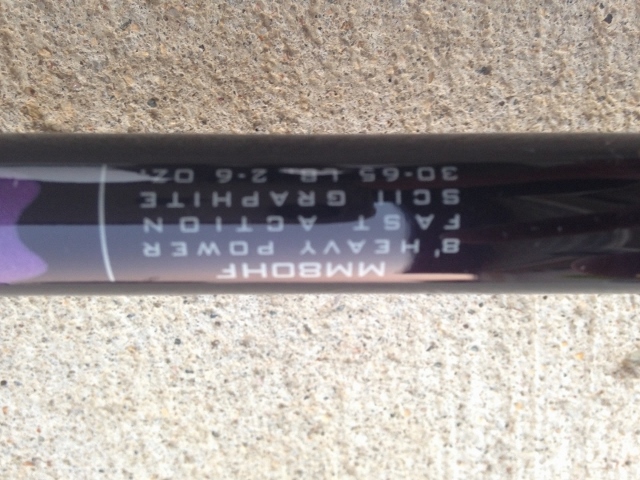 MM80HF
8' HEAVY POWER
FAST ACTION
SCII GRAPHITE
30-65 LB 2-6 OZ.